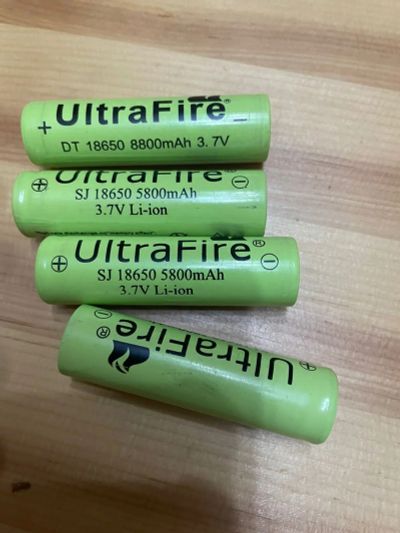 UltraFire®
+ −
DT 18650 8800mAh 3.7V
UltraFire
+ −
SJ 18650 5800mAh
3.7V Li-ion
UltraFire®
+ −
SJ 18650 5800mAh
3.7V Li-ion
UltraFire®
− +